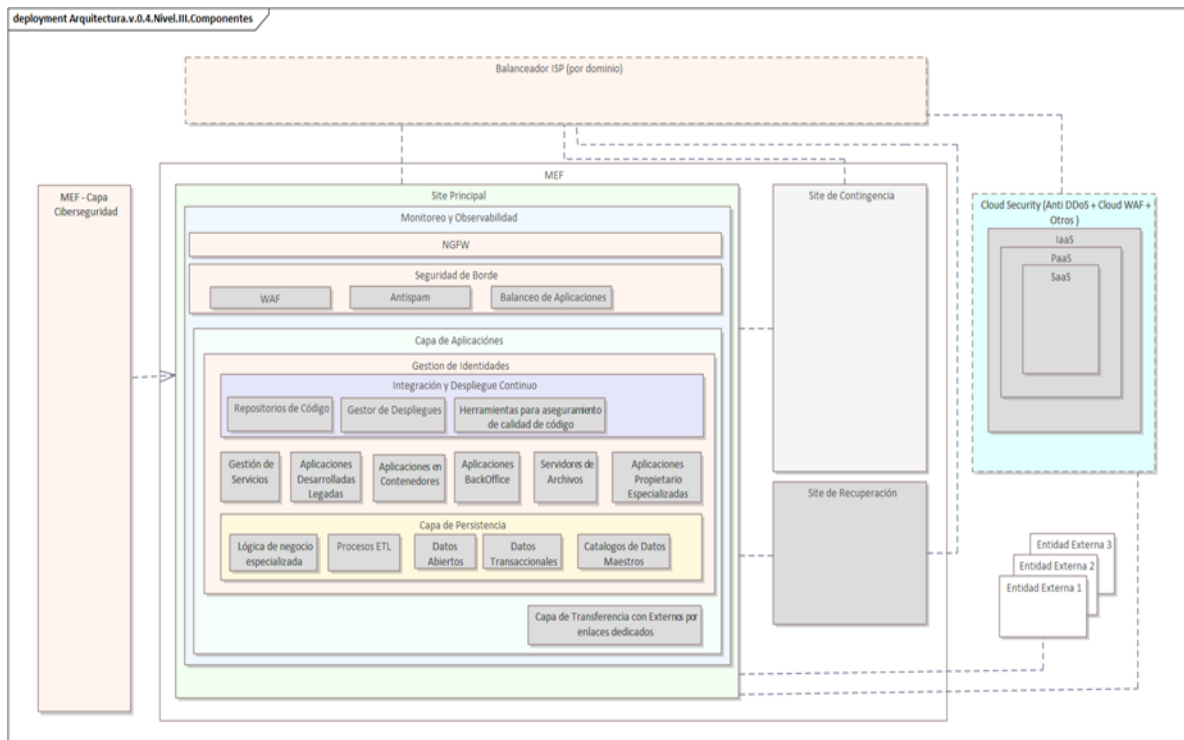 deployment Arquitectura.v.0.4.Nivel.III.Componentes
Balanceador ISP (por dominio)
MEF
MEF - Capa
Ciberseguridad
Site Principal
Monitoreo y Observabilidad
NGFW
Seguridad de Borde
WAF
Antispam
Balanceo de Aplicaciones
Capa de Aplicaciónes
Gestion de Identidades
Integración y Despliegue Continuo
Repositorios de Código
Gestor de Despliegues
Herramientas para aseguramiento
de calidad de código
Gestión de
Servicios
Aplicaciones
Desarrolladas
Legadas
Aplicaciones en
Contenedores
Aplicaciones
BackOffice
Servidores de
Archivos
Aplicaciones
Propietario
Especializadas
Capa de Persistencia
Lógica de negocio
especializada
Procesos ETL
Datos
Abiertos
Datos
Transaccionales
Catalogos de Datos
Maestros
Capa de Transferencia con Externos por
enlaces dedicados
Site de Contingencia
Site de Recuperación
Cloud Security (Anti DDoS + Cloud WAF +
Otros )
IaaS
PaaS
SaaS
Entidad Externa 3
Entidad Externa 2
Entidad Externa 1